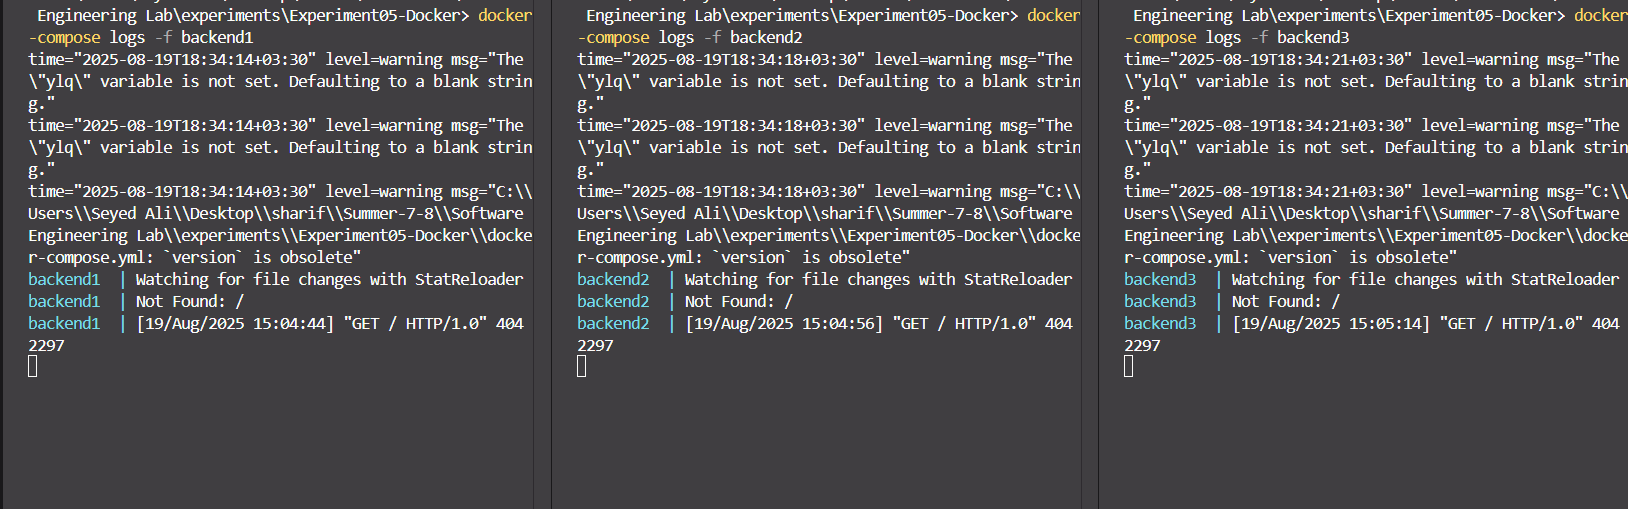 Engineering Lab\experiments\Experiment05-Docker> docker
-compose logs -f backend1
time="2025-08-19T18:34:14+03:30" level=warning msg="The
\"ylq\" variable is not set. Defaulting to a blank strin
g."
time="2025-08-19T18:34:14+03:30" level=warning msg="The
\"ylq\" variable is not set. Defaulting to a blank strin
g."
time="2025-08-19T18:34:14+03:30" level=warning msg="C:\\
Users\\Seyed Ali\\Desktop\\sharif\\Summer-7-8\\Software
Engineering Lab\\experiments\\Experiment05-Docker\\docke
r-compose.yml: `version` is obsolete"
backend1  | Watching for file changes with StatReloader
backend1  | Not Found: /
backend1  | [19/Aug/2025 15:04:44] "GET / HTTP/1.0" 404
2297
Engineering Lab\experiments\Experiment05-Docker> docker
-compose logs -f backend2
time="2025-08-19T18:34:18+03:30" level=warning msg="The
\"ylq\" variable is not set. Defaulting to a blank strin
g."
time="2025-08-19T18:34:18+03:30" level=warning msg="The
\"ylq\" variable is not set. Defaulting to a blank strin
g."
time="2025-08-19T18:34:18+03:30" level=warning msg="C:\\
Users\\Seyed Ali\\Desktop\\sharif\\Summer-7-8\\Software
Engineering Lab\\experiments\\Experiment05-Docker\\docke
r-compose.yml: `version` is obsolete"
backend2  | Watching for file changes with StatReloader
backend2  | Not Found: /
backend2  | [19/Aug/2025 15:04:56] "GET / HTTP/1.0" 404
2297
Engineering Lab\experiments\Experiment05-Docker> docker
-compose logs -f backend3
time="2025-08-19T18:34:21+03:30" level=warning msg="The
\"ylq\" variable is not set. Defaulting to a blank strin
g."
time="2025-08-19T18:34:21+03:30" level=warning msg="The
\"ylq\" variable is not set. Defaulting to a blank strin
g."
time="2025-08-19T18:34:21+03:30" level=warning msg="C:\\
Users\\Seyed Ali\\Desktop\\sharif\\Summer-7-8\\Software
Engineering Lab\\experiments\\Experiment05-Docker\\docke
r-compose.yml: `version` is obsolete"
backend3  | Watching for file changes with StatReloader
backend3  | Not Found: /
backend3  | [19/Aug/2025 15:05:14] "GET / HTTP/1.0" 404
2297